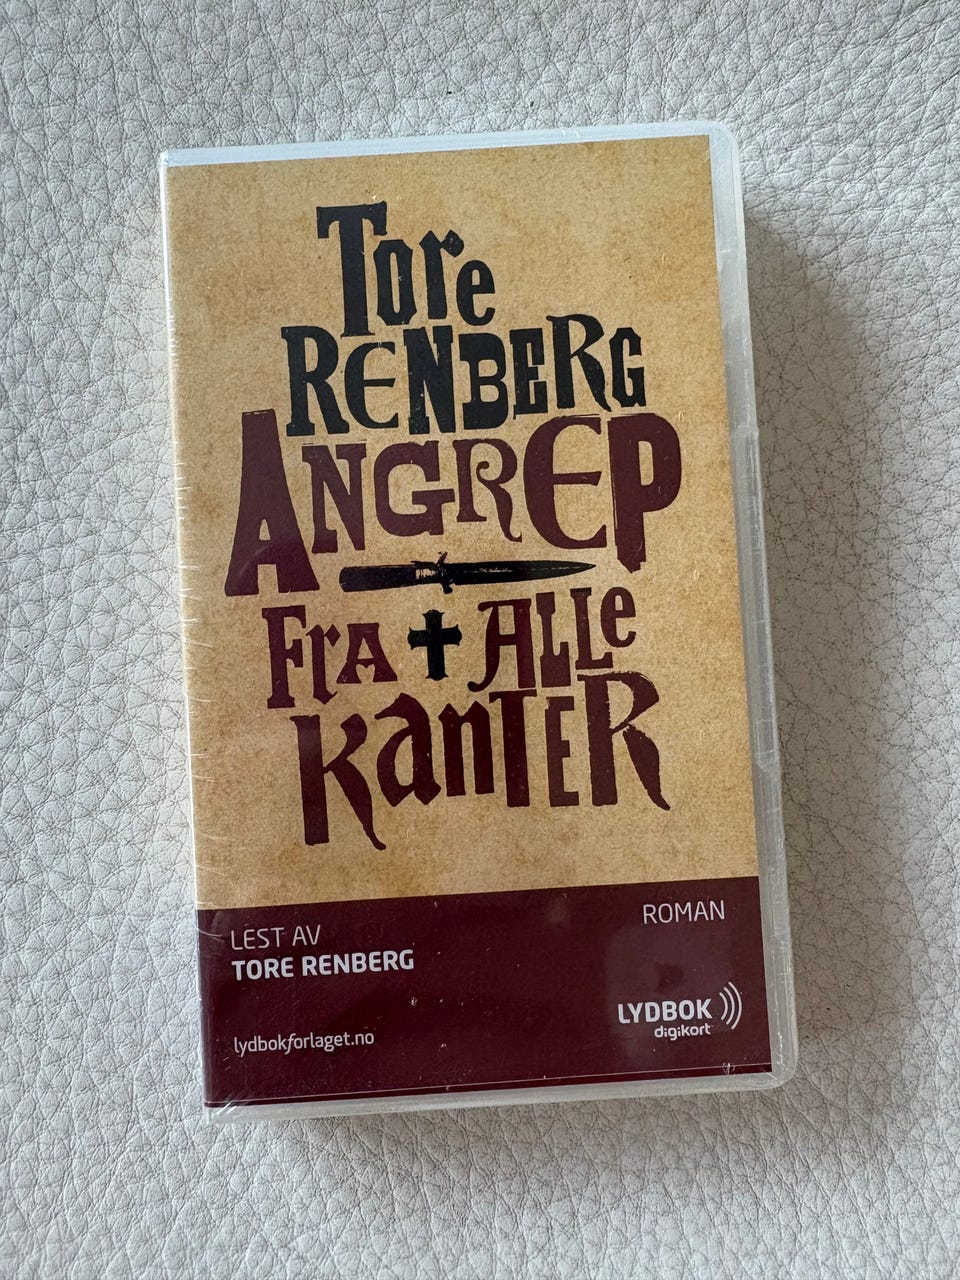 Tore
RENBERG
ANGREP
FRA ALLE
KANTER
LEST AV
TORE RENBERG
ROMAN
lydbokforlaget.no
LYDBOK
digikort